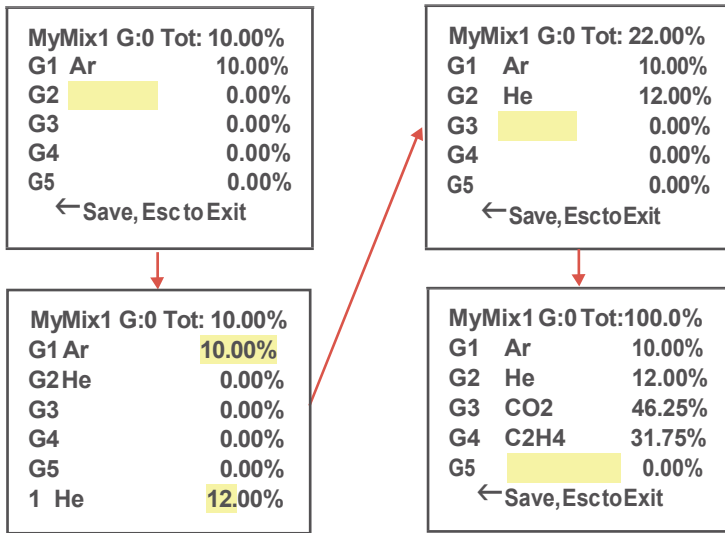 MyMix1 G:0 Tot: 10.00%
G1 Ar 10.00%
G2 0.00%
G3 0.00%
G4 0.00%
G5 0.00%
←Save, Esc to Exit
MyMix1 G:0 Tot: 10.00%
G1 Ar 10.00%
G2 He 0.00%
G3 0.00%
G4 0.00%
G5 0.00%
1 He 12.00%
MyMix1 G:0 Tot: 22.00%
G1 Ar 10.00%
G2 He 12.00%
G3 0.00%
G4 0.00%
G5 0.00%
←Save, Esc to Exit
MyMix1 G:0 Tot:100.0%
G1 Ar 10.00%
G2 He 12.00%
G3 CO2 46.25%
G4 C2H4 31.75%
G5 0.00%
←Save, Esc to Exit